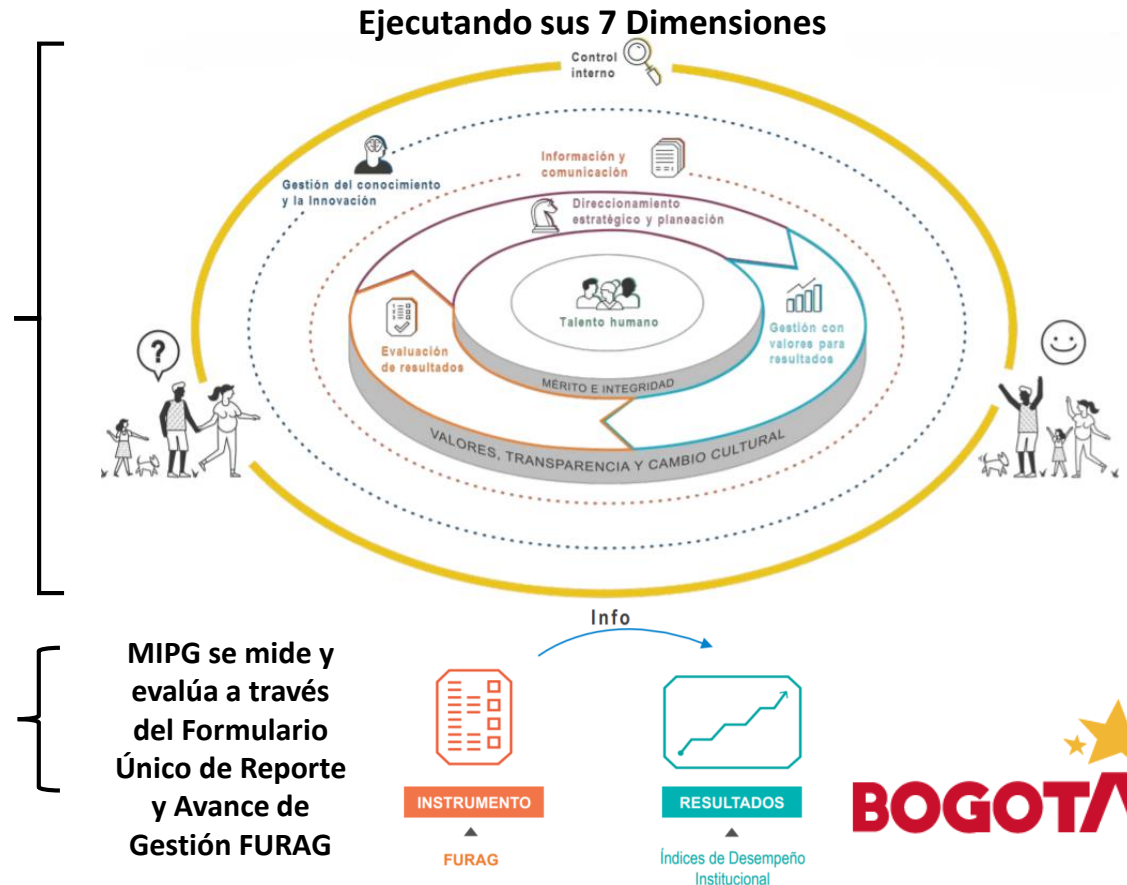 Ejecutando sus 7 Dimensiones
Control
interno
Información y
comunicación
Gestión del conocimiento
y la Innovación
Direccionamiento
estratégico y planeación
?
Talento humano
Gestión con
valores para
resultados
Evaluación
de resultados
MÉRITO E INTEGRIDAD
VALORES, TRANSPARENCIA Y CAMBIO CULTURAL
Info
MIPG se mide y
evalúa a través
del Formulario
Único de Reporte
y Avance de
Gestión FURAG
INSTRUMENTO
FURAG
RESULTADOS
Índices de Desempeño
Institucional
BOGOTA